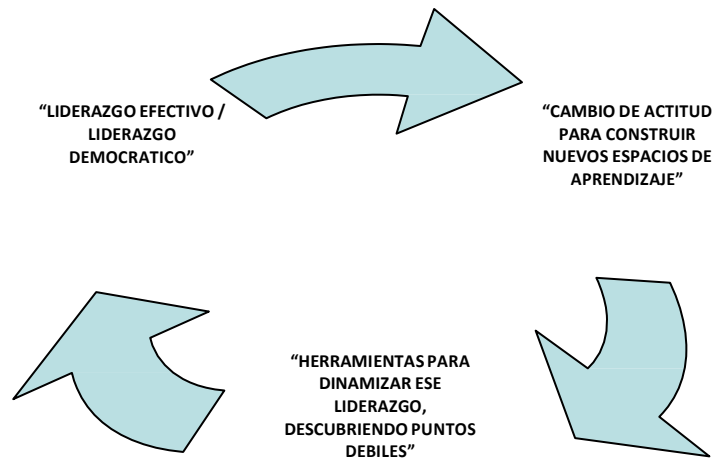 “LIDERAZGO EFECTIVO /
LIDERAZGO
DEMOCRATICO”
“CAMBIO DE ACTITUD
PARA CONSTRUIR
NUEVOS ESPACIOS DE
APRENDIZAJE”
“HERRAMIENTAS PARA
DINAMIZAR ESE
LIDERAZGO,
DESCUBRIENDO PUNTOS
DEBILES”